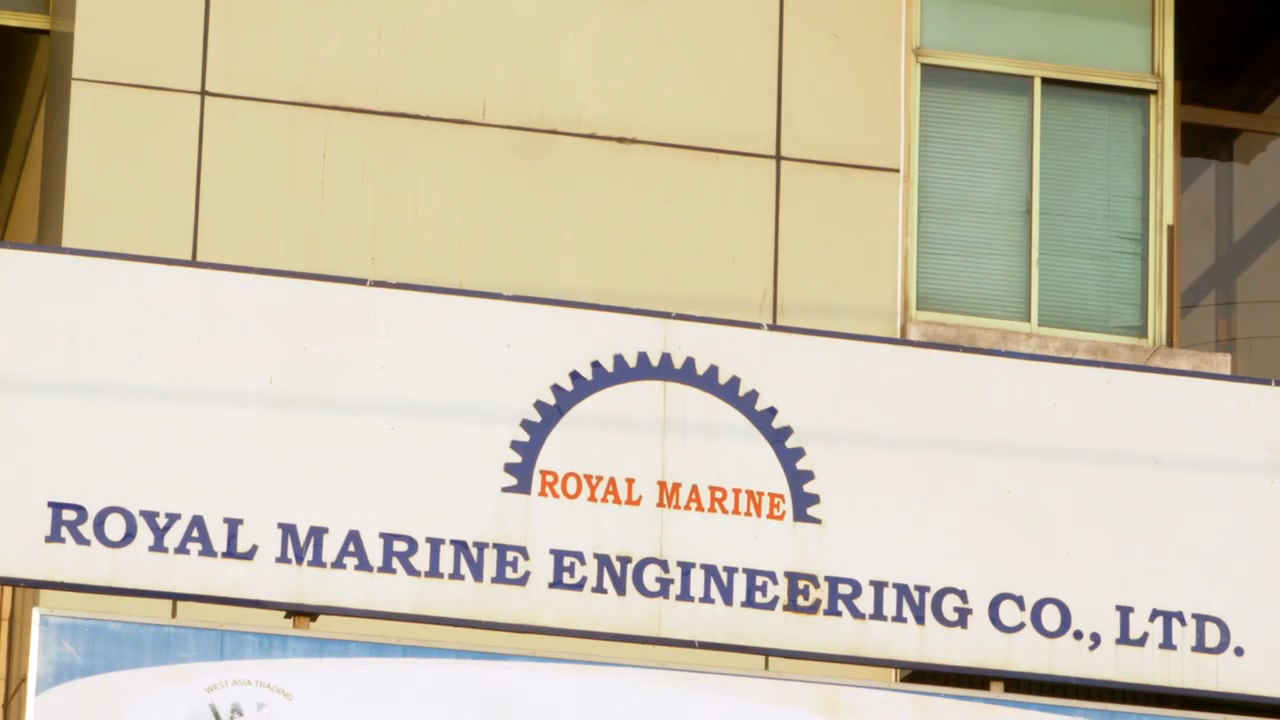 ROYAL MARINE
ROYAL MARINE ENGINEERING CO., LTD.
WEST ASIA TRADING